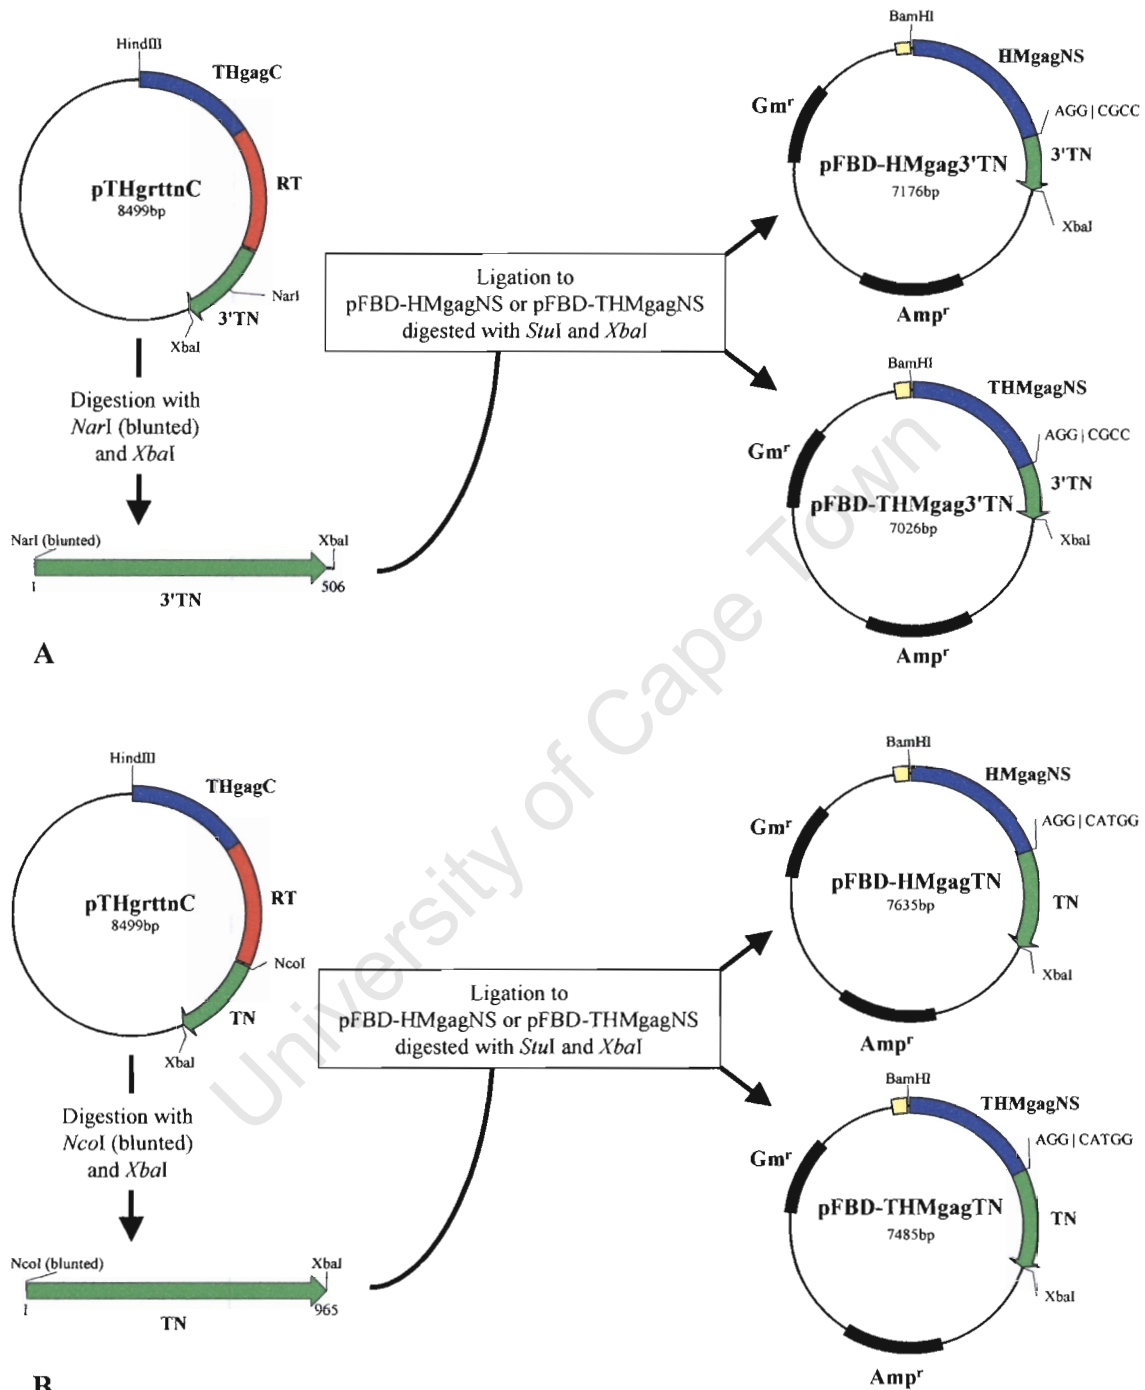 HindIII
THgagC
pTHgrttnC
8499bp
RT
NarI
3'TN
XbaI
Digestion with
NarI (blunted)
and XbaI
NarI (blunted)
XbaI
1
506
3'TN
Ligation to
pFBD-HMgagNS or pFBD-THMgagNS
digested with StuI and XbaI
BamHI
HMgagNS
Gmʳ
AGG|CGCC
pFBD-HMgag3'TN
7176bp
3'TN
XbaI
Ampʳ
BamHI
THMgagNS
Gmʳ
AGG|CGCC
3'TN
pFBD-THMgag3'TN
7026bp
XbaI
Ampʳ
A
University of Cape Town
HindIII
THgagC
pTHgrttnC
8499bp
RT
NcoI
TN
XbaI
Digestion with
NcoI (blunted)
and XbaI
NcoI (blunted)
XbaI
1
965
TN
Ligation to
pFBD-HMgagNS or pFBD-THMgagNS
digested with StuI and XbaI
BamHI
HMgagNS
Gmʳ
AGG|CATGG
pFBD-HMgagTN
7635bp
TN
XbaI
Ampʳ
BamHI
THMgagNS
AGG|CATGG
Gmʳ
pFBD-THMgagTN
7485bp
TN
XbaI
Ampʳ
B